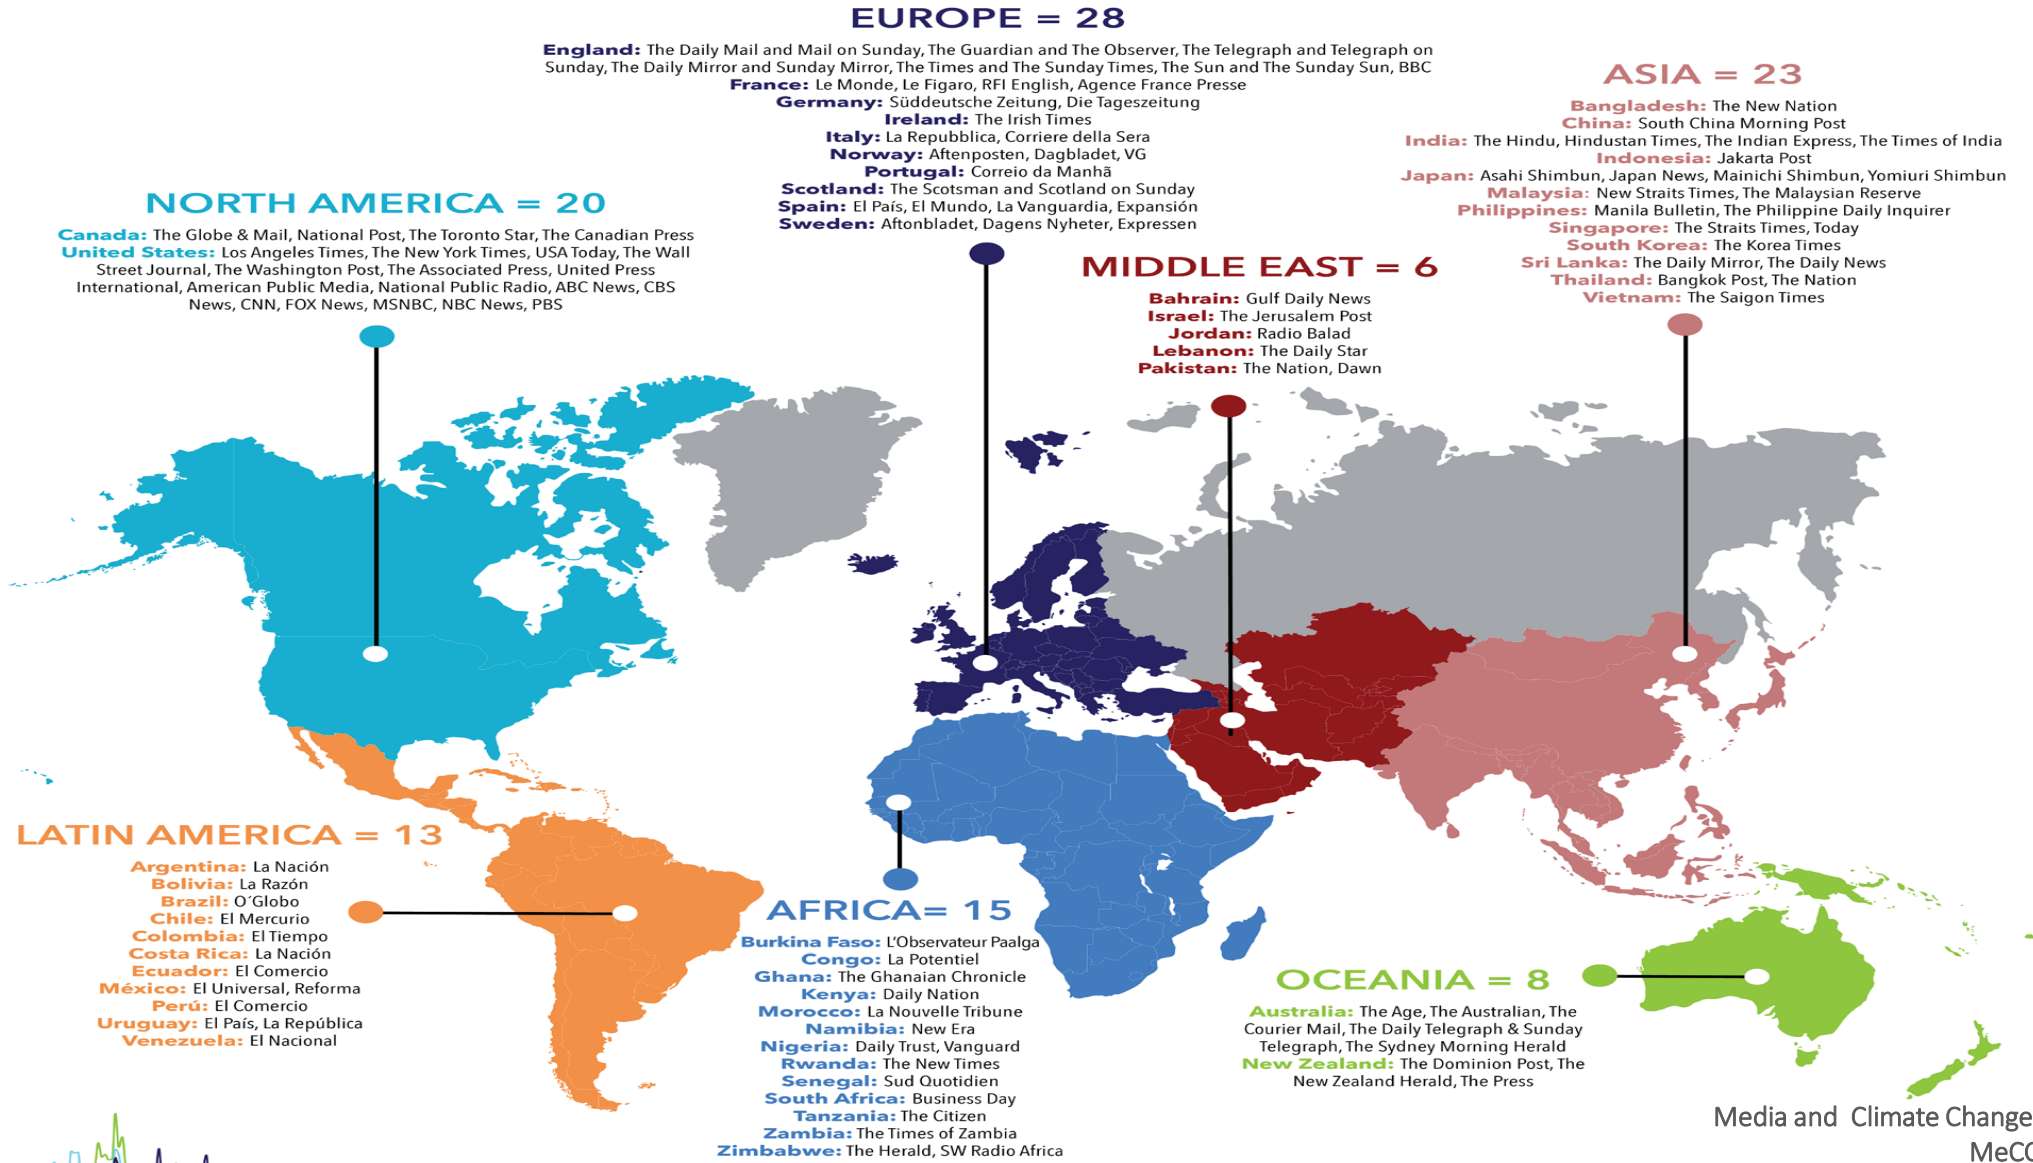 EUROPE = 28
England: The Daily Mail and Mail on Sunday, The Guardian and The Observer, The Telegraph and Telegraph on
Sunday, The Daily Mirror and Sunday Mirror, The Times and The Sunday Times, The Sun and The Sunday Sun, BBC
France: Le Monde, Le Figaro, RFI English, Agence France Presse
Germany: Süddeutsche Zeitung, Die Tageszeitung
Ireland: The Irish Times
Italy: La Repubblica, Corriere della Sera
Norway: Aftenposten, Dagbladet, VG
Portugal: Correio da Manhã
Scotland: The Scotsman and Scotland on Sunday
Spain: El País, El Mundo, La Vanguardia, Expansión
Sweden: Aftonbladet, Dagens Nyheter, Expressen
ASIA = 23
Bangladesh: The New Nation
China: South China Morning Post
India: The Hindu, Hindustan Times, The Indian Express, The Times of India
Indonesia: Jakarta Post
Japan: Asahi Shimbun, Japan News, Mainichi Shimbun, Yomiuri Shimbun
Malaysia: New Straits Times, The Malaysian Reserve
Philippines: Manila Bulletin, The Philippine Daily Inquirer
Singapore: The Straits Times, Today
South Korea: The Korea Times
Sri Lanka: The Daily Mirror, The Daily News
Thailand: Bangkok Post, The Nation
Vietnam: The Saigon Times
NORTH AMERICA = 20
Canada: The Globe & Mail, National Post, The Toronto Star, The Canadian Press
United States: Los Angeles Times, The New York Times, USA Today, The Wall
Street Journal, The Washington Post, The Associated Press, United Press
International, American Public Media, National Public Radio, ABC News, CBS
News, CNN, FOX News, MSNBC, NBC News, PBS
MIDDLE EAST = 6
Bahrain: Gulf Daily News
Israel: The Jerusalem Post
Jordan: Radio Balad
Lebanon: The Daily Star
Pakistan: The Nation, Dawn
LATIN AMERICA = 13
Argentina: La Nación
Bolivia: La Razón
Brazil: O´Globo
Chile: El Mercurio
Colombia: El Tiempo
Costa Rica: La Nación
Ecuador: El Comercio
México: El Universal, Reforma
Perú: El Comercio
Uruguay: El País, La República
Venezuela: El Nacional
AFRICA= 15
Burkina Faso: L'Observateur Paalga
Congo: La Potentiel
Ghana: The Ghanaian Chronicle
Kenya: Daily Nation
Morocco: La Nouvelle Tribune
Namibia: New Era
Nigeria: Daily Trust, Vanguard
Rwanda: The New Times
Senegal: Sud Quotidien
South Africa: Business Day
Tanzania: The Citizen
Zambia: The Times of Zambia
Zimbabwe: The Herald, SW Radio Africa
OCEANIA = 8
Australia: The Age, The Australian, The
Courier Mail, The Daily Telegraph & Sunday
Telegraph, The Sydney Morning Herald
New Zealand: The Dominion Post, The
New Zealand Herald, The Press
Media and Climate Change